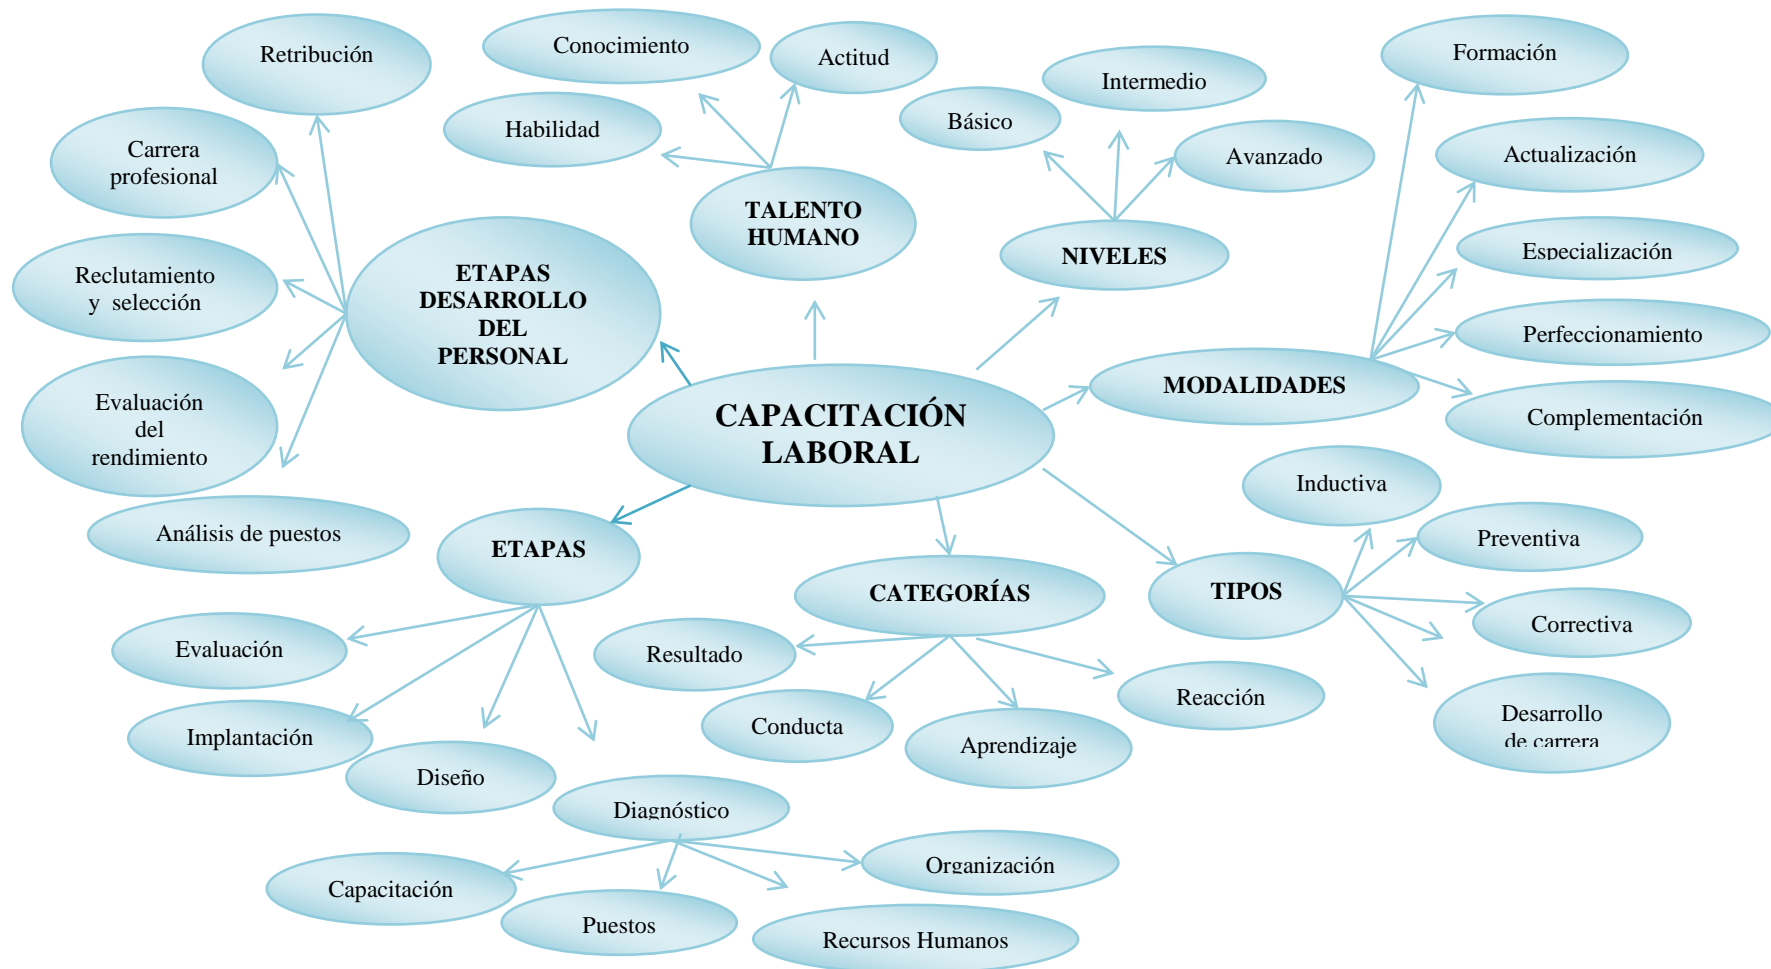 Retribución
Conocimiento
Actitud
Formación
Intermedio
Habilidad
Básico
Carrera
profesional
Avanzado
Actualización
TALENTO
HUMANO
NIVELES
Especialización
Reclutamiento
y selección
ETAPAS
DESARROLLO
DEL
PERSONAL
Perfeccionamiento
MODALIDADES
Evaluación
del
rendimiento
CAPACITACIÓN
LABORAL
Complementación
Inductiva
Análisis de puestos
ETAPAS
Preventiva
CATEGORÍAS
TIPOS
Correctiva
Evaluación
Resultado
Reacción
Implantación
Conducta
Aprendizaje
Desarrollo
de carrera
Diseño
Diagnóstico
Organización
Capacitación
Puestos
Recursos Humanos